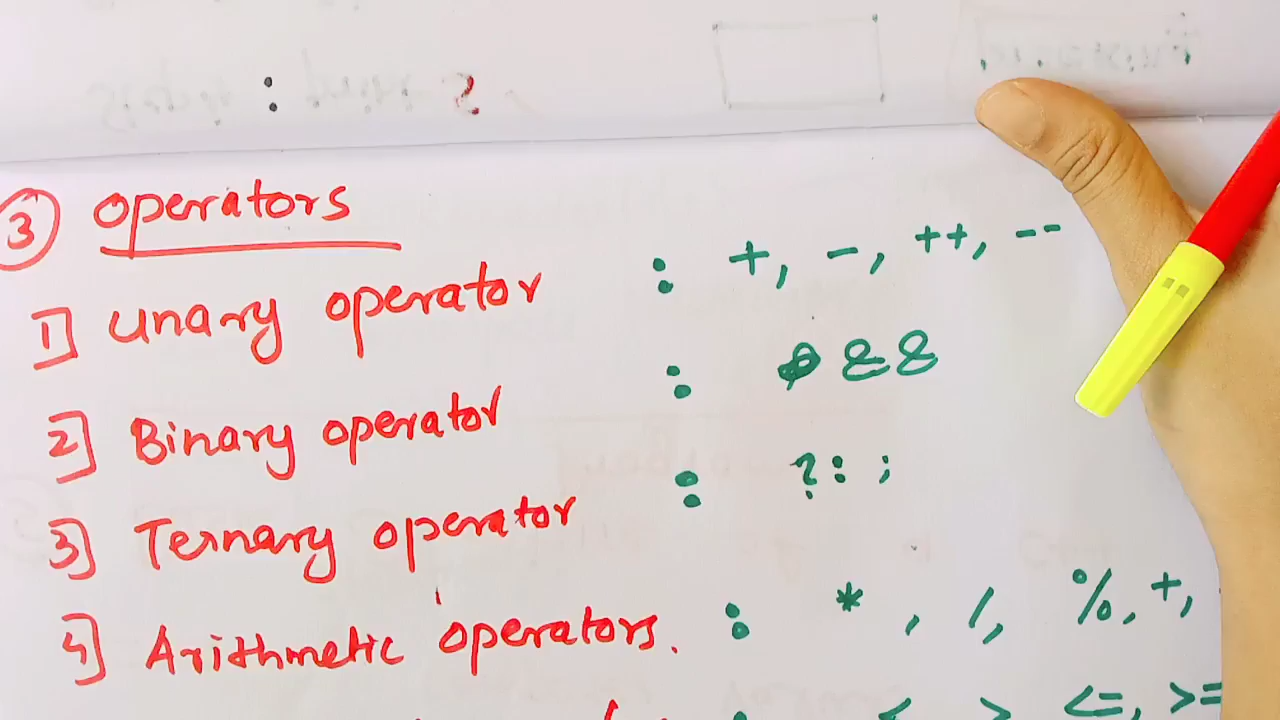 ③ operators
1] unary operator : +, -, ++, --
2] Binary operator : &&
3] Ternary operator : ?: ;
4] Arithmetic operators. : * , /, %, +,
<, >, <=, >=